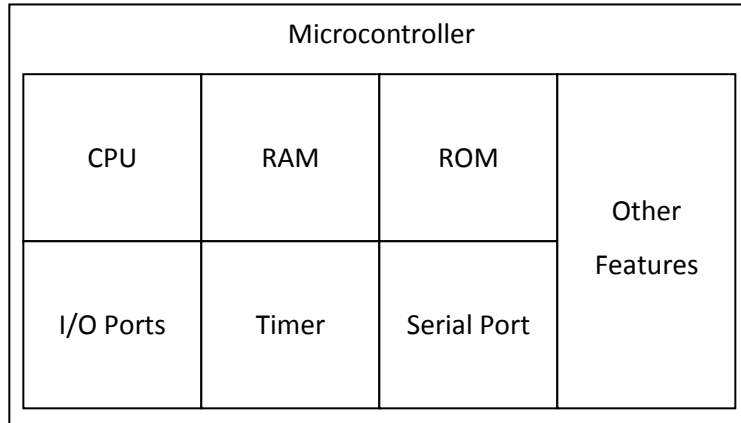 Microcontroller
CPU
RAM
ROM
Other
Features
I/O Ports
Timer
Serial Port